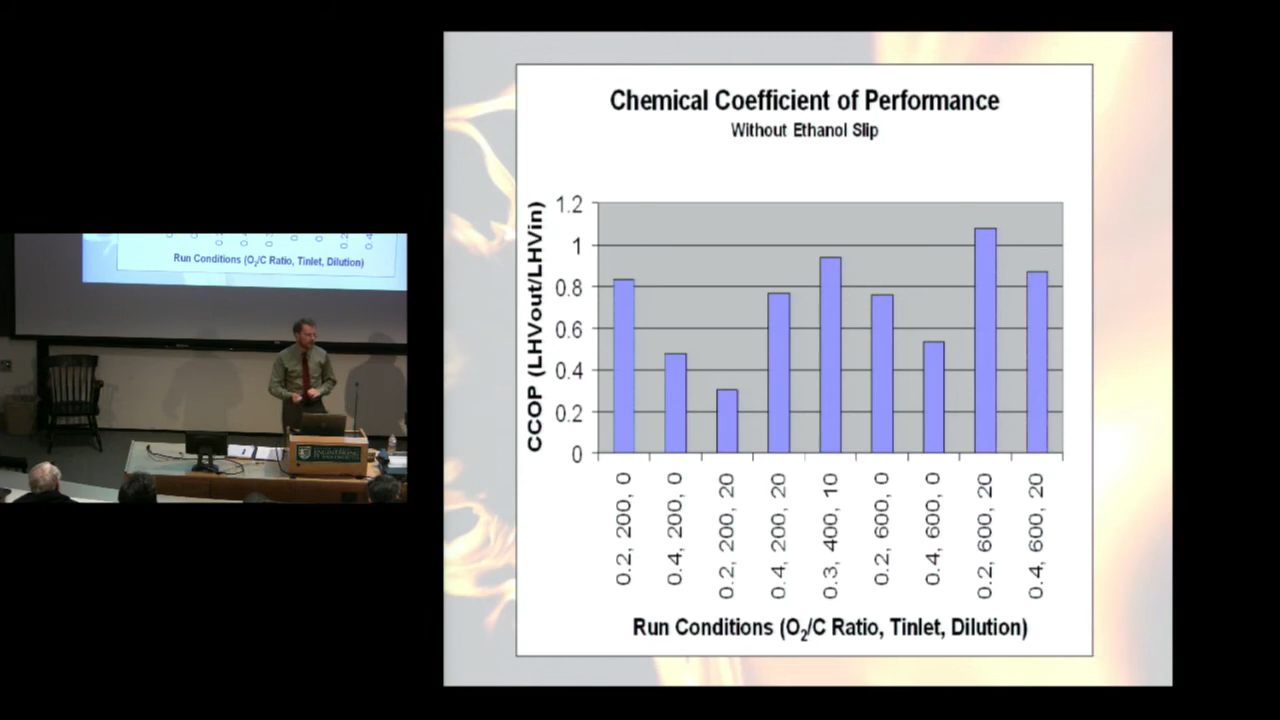 Chemical Coefficient of Performance
Without Ethanol Slip
CCOP (LHVout/LHVin)
1.2
1
0.8
0.6
0.4
0.2
0
0.2, 200, 0
0.4, 200, 0
0.2, 200, 20
0.4, 200, 20
0.3, 400, 10
0.2, 600, 0
0.4, 600, 0
0.2, 600, 20
0.4, 600, 20
Run Conditions (O₂/C Ratio, Tinlet, Dilution)
Run Conditions (O₂/C Ratio, Tinlet, Dilution)